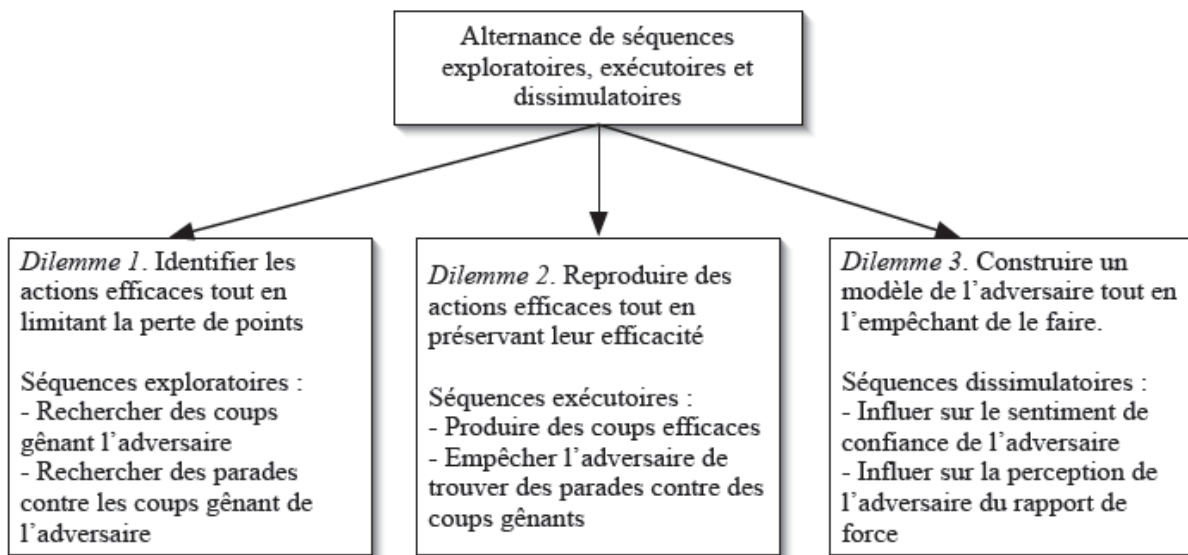 Alternance de séquences
exploratoires, exécutoires et
dissimulatoires
Dilemme 1. Identifier les
actions efficaces tout en
limitant la perte de points
Séquences exploratoires :
- Rechercher des coups
gênant l’adversaire
- Rechercher des parades
contre les coups gênant de
l’adversaire
Dilemme 2. Reproduire des
actions efficaces tout en
préservant leur efficacité
Séquences exécutoires :
- Produire des coups efficaces
- Empêcher l’adversaire de
trouver des parades contre des
coups gênants
Dilemme 3. Construire un
modèle de l’adversaire tout en
l’empêchant de le faire.
Séquences dissimulatoires :
- Influer sur le sentiment de
confiance de l’adversaire
- Influer sur la perception de
l’adversaire du rapport de
force